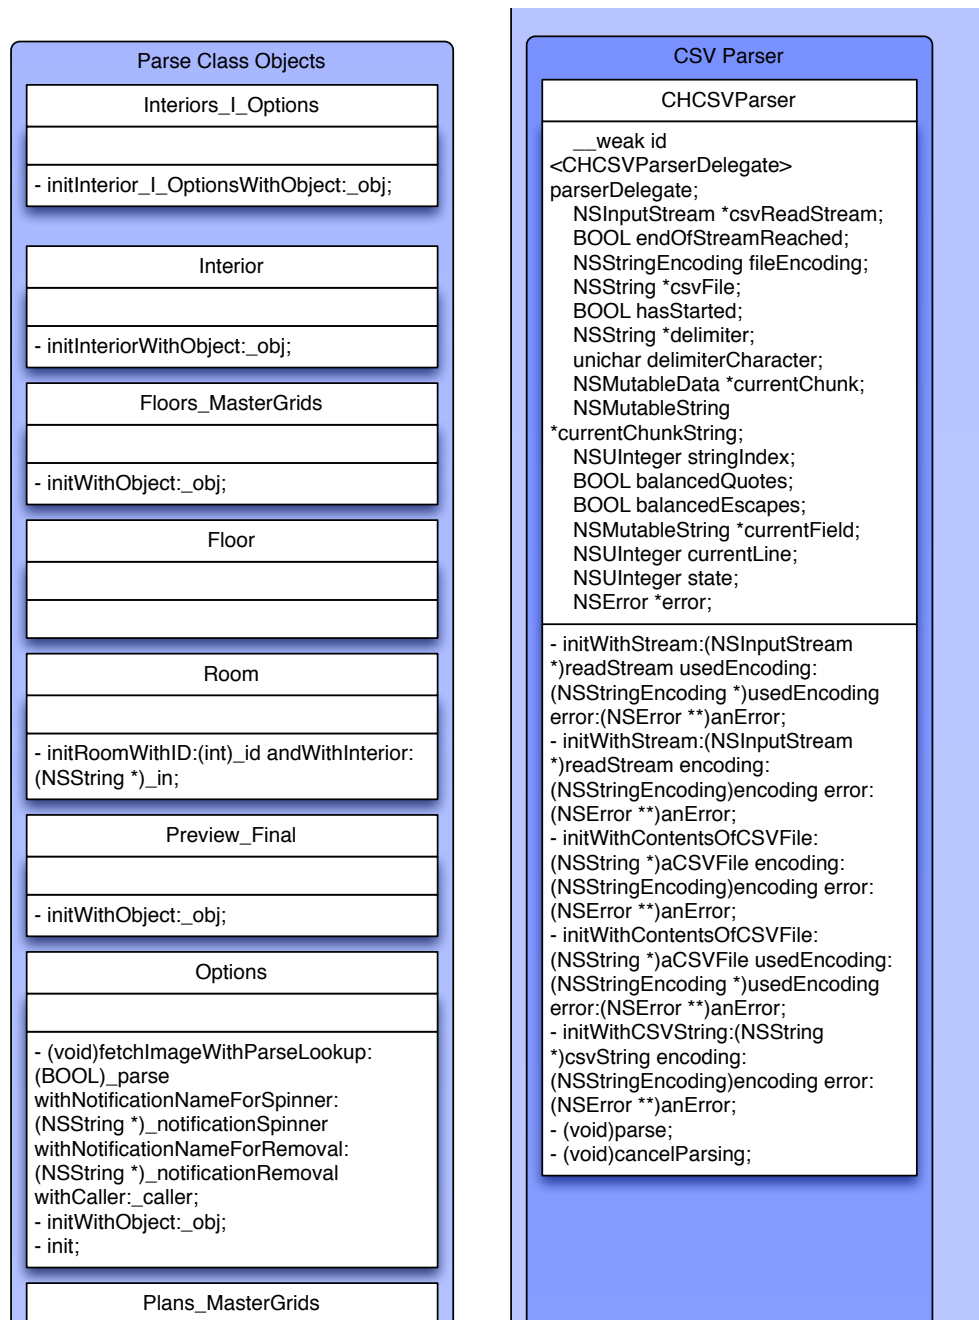 Parse Class Objects
Interiors_I_Options
- initInterior_I_OptionsWithObject:_obj;
Interior
- initInteriorWithObject:_obj;
Floors_MasterGrids
- initWithObject:_obj;
Floor
Room
- initRoomWithID:(int)_id andWithInterior:
(NSString *)_in;
Preview_Final
- initWithObject:_obj;
Options
- (void)fetchImageWithParseLookup:
(BOOL)_parse
withNotificationNameForSpinner:
(NSString *)_notificationSpinner
withNotificationNameForRemoval:
(NSString *)_notificationRemoval
withCaller:_caller;
- initWithObject:_obj;
- init;
Plans_MasterGrids
CSV Parser
CHCSVParser
__weak id
<CHCSVParserDelegate>
parserDelegate;
NSInputStream *csvReadStream;
BOOL endOfStreamReached;
NSStringEncoding fileEncoding;
NSString *csvFile;
BOOL hasStarted;
NSString *delimiter;
unichar delimiterCharacter;
NSMutableData *currentChunk;
NSMutableString
*currentChunkString;
NSUInteger stringIndex;
BOOL balancedQuotes;
BOOL balancedEscapes;
NSMutableString *currentField;
NSUInteger currentLine;
NSUInteger state;
NSError *error;
- initWithStream:(NSInputStream
*)readStream usedEncoding:
(NSStringEncoding *)usedEncoding
error:(NSError **)anError;
- initWithStream:(NSInputStream
*)readStream encoding:
(NSStringEncoding)encoding error:
(NSError **)anError;
- initWithContentsOfCSVFile:
(NSString *)aCSVFile encoding:
(NSStringEncoding)encoding error:
(NSError **)anError;
- initWithContentsOfCSVFile:
(NSString *)aCSVFile usedEncoding:
(NSStringEncoding *)usedEncoding
error:(NSError **)anError;
- initWithCSVString:(NSString
*)csvString encoding:
(NSStringEncoding)encoding error:
(NSError **)anError;
- (void)parse;
- (void)cancelParsing;